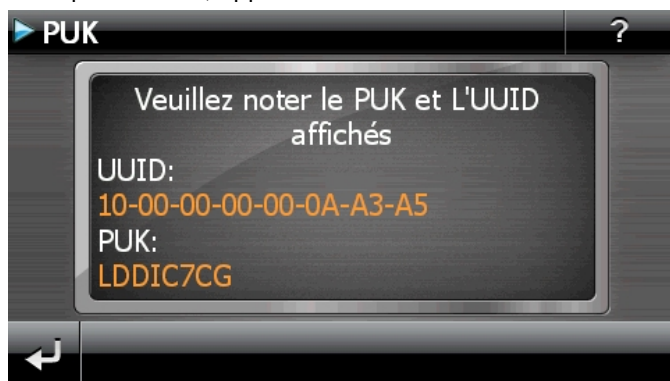 PUK
?
Veuillez noter le PUK et L'UUID
affichés
UUID:
10-00-00-00-00-0A-A3-A5
PUK:
LDDIC7CG